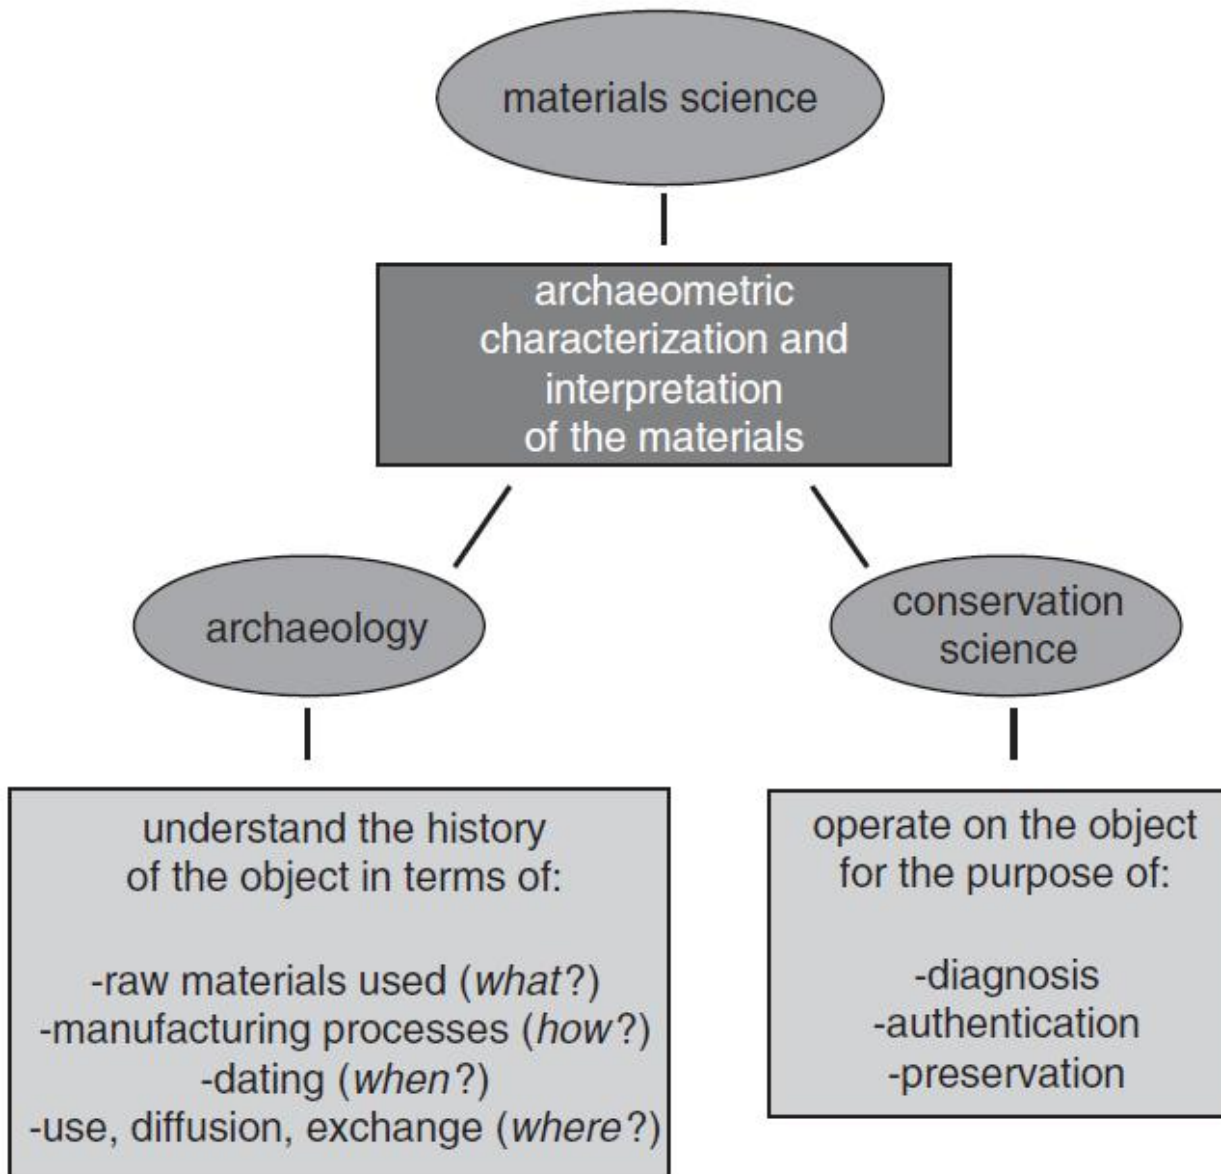 materials science
archaeometric
characterization and
interpretation
of the materials
archaeology
conservation
science
understand the history
of the object in terms of:
-raw materials used (what?)
-manufacturing processes (how?)
-dating (when?)
-use, diffusion, exchange (where?)
operate on the object
for the purpose of:
-diagnosis
-authentication
-preservation